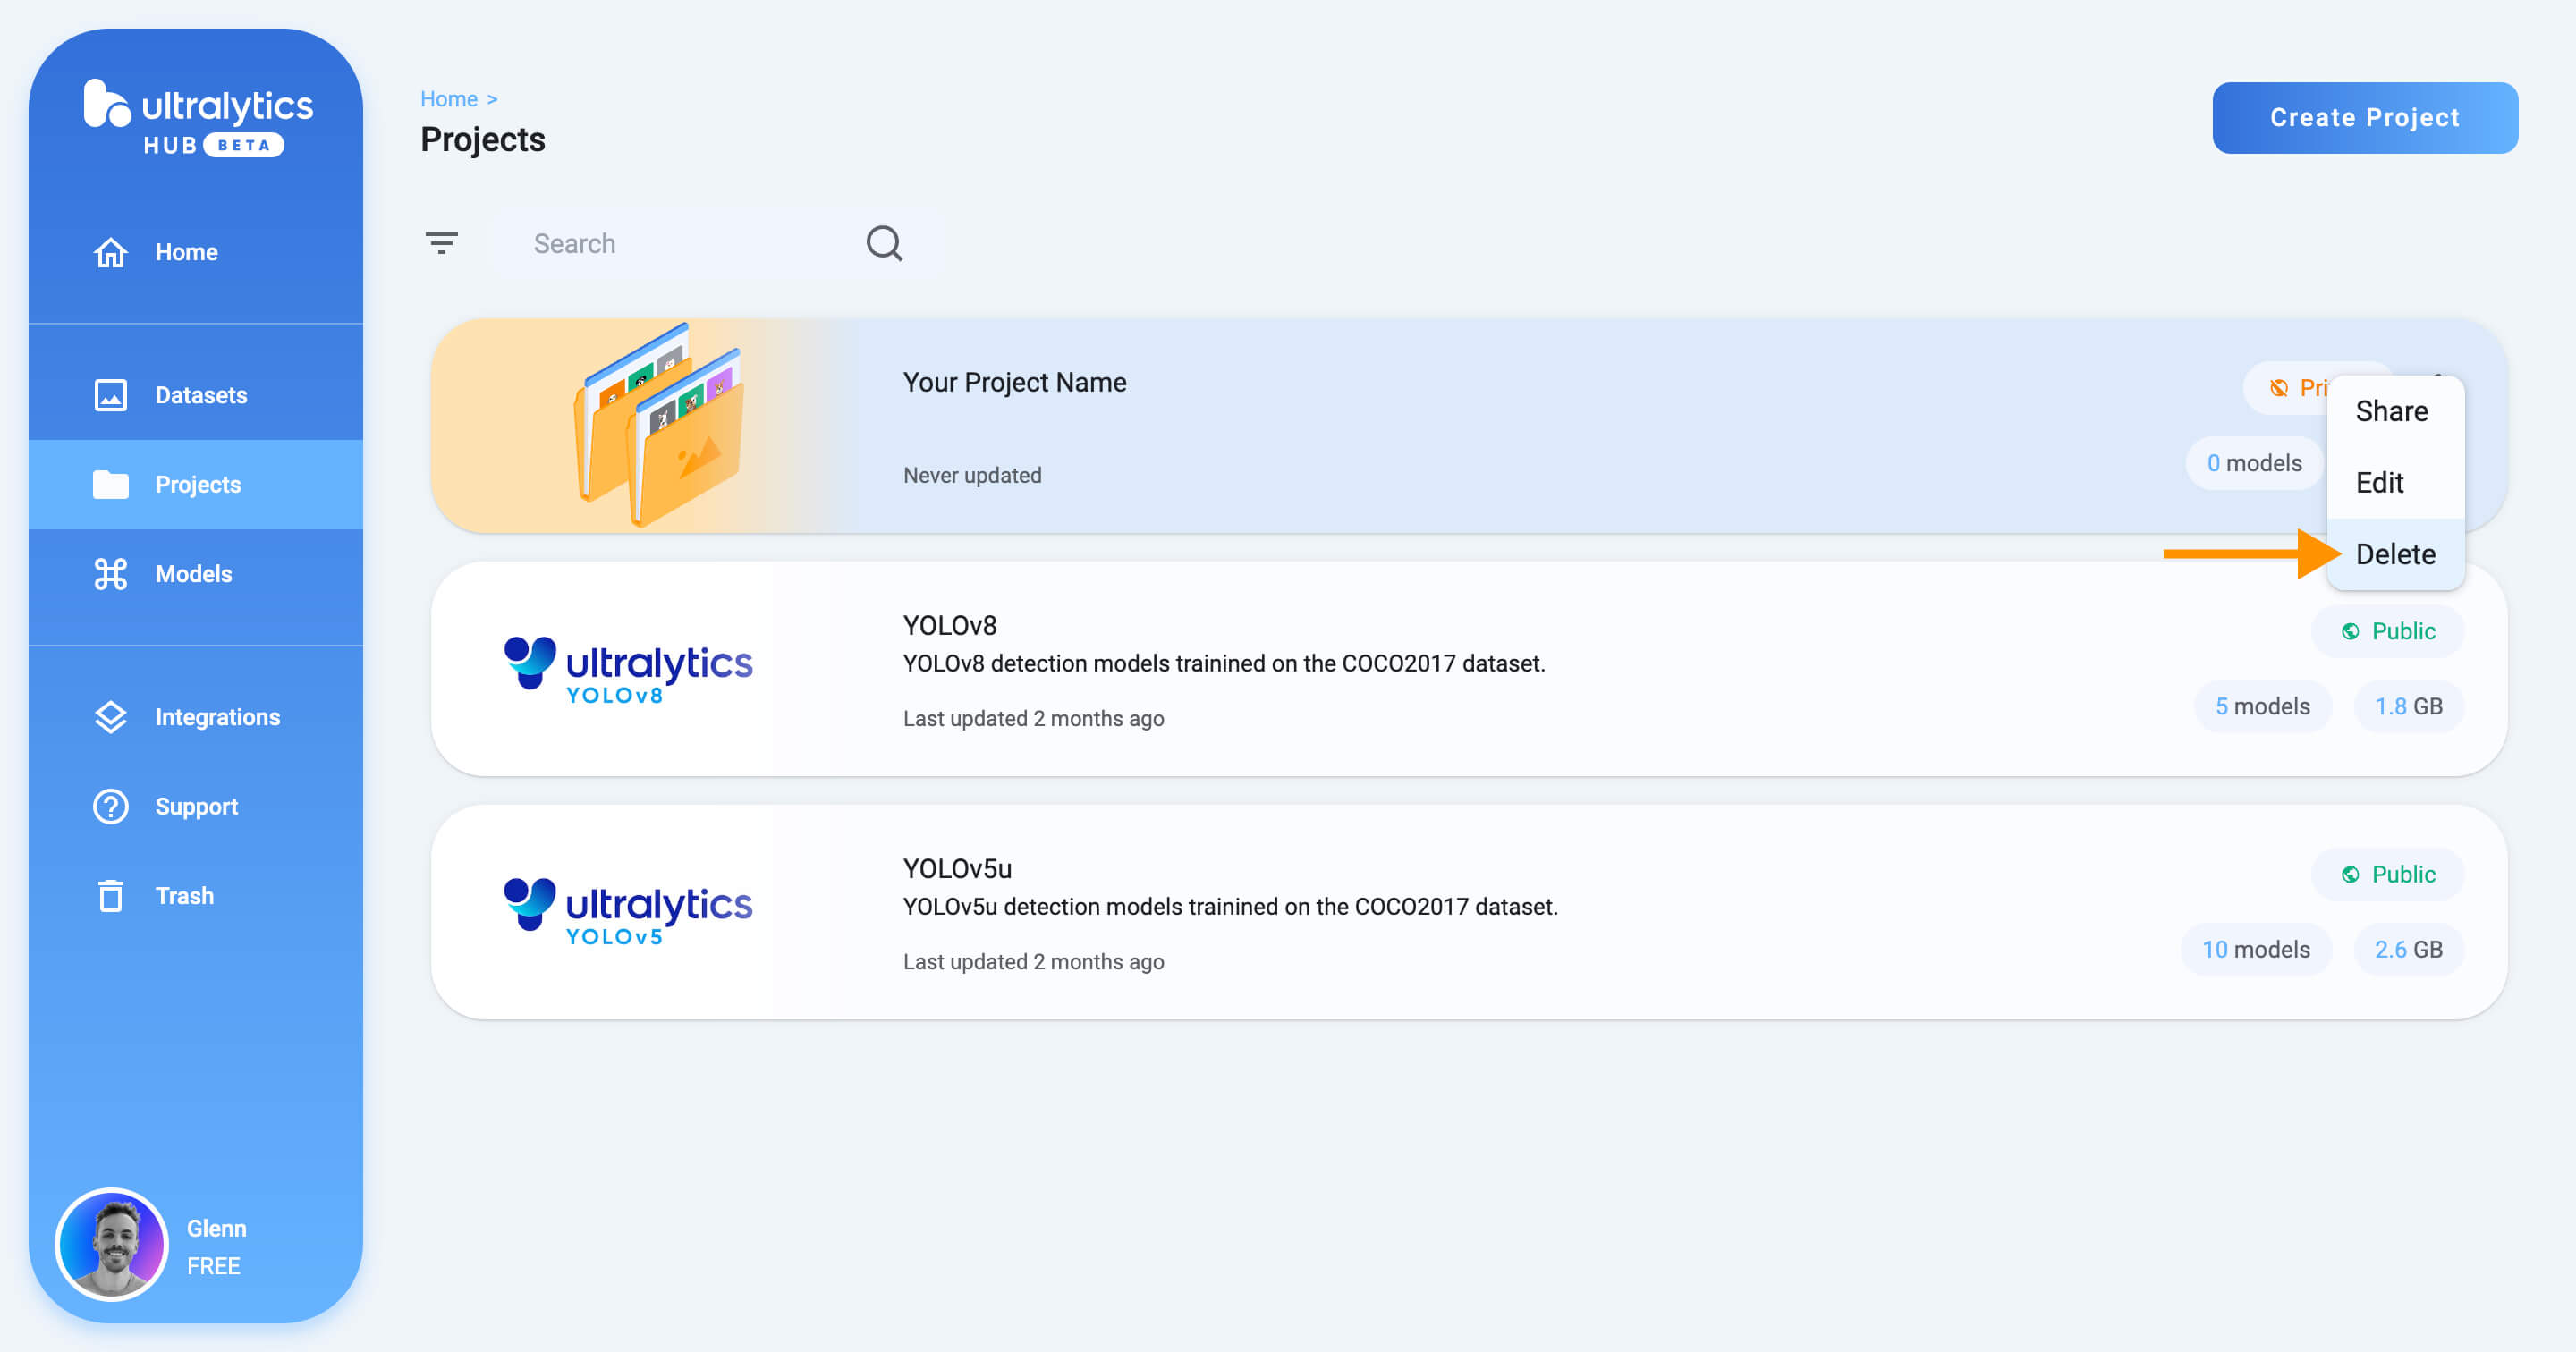 ultralytics
HUB BETA
Home
Datasets
Projects
Models
Integrations
Support
Trash
Glenn
FREE
Home >
Projects
Create Project
Search
Your Project Name
Never updated
0 models
Share
Edit
Delete
ultralytics
YOLOv8
YOLOv8
YOLOv8 detection models trainined on the COCO2017 dataset.
Last updated 2 months ago
Public
5 models
1.8 GB
ultralytics
YOLOv5
YOLOv5u
YOLOv5u detection models trainined on the COCO2017 dataset.
Last updated 2 months ago
Public
10 models
2.6 GB